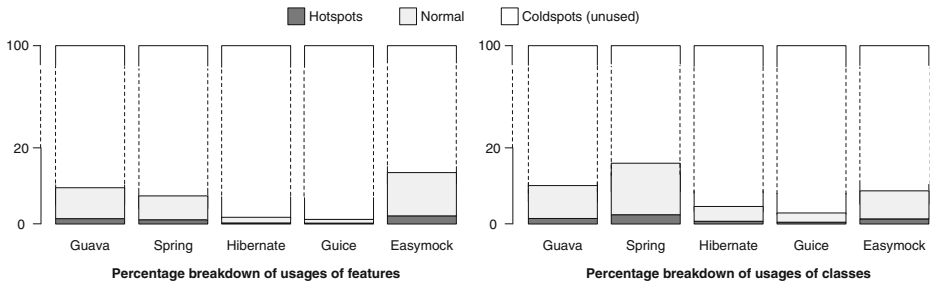 Hotspots Normal Coldspots (unused)
100
20
0
Guava Spring Hibernate Guice Easymock
Percentage breakdown of usages of features
100
20
0
Guava Spring Hibernate Guice Easymock
Percentage breakdown of usages of classes